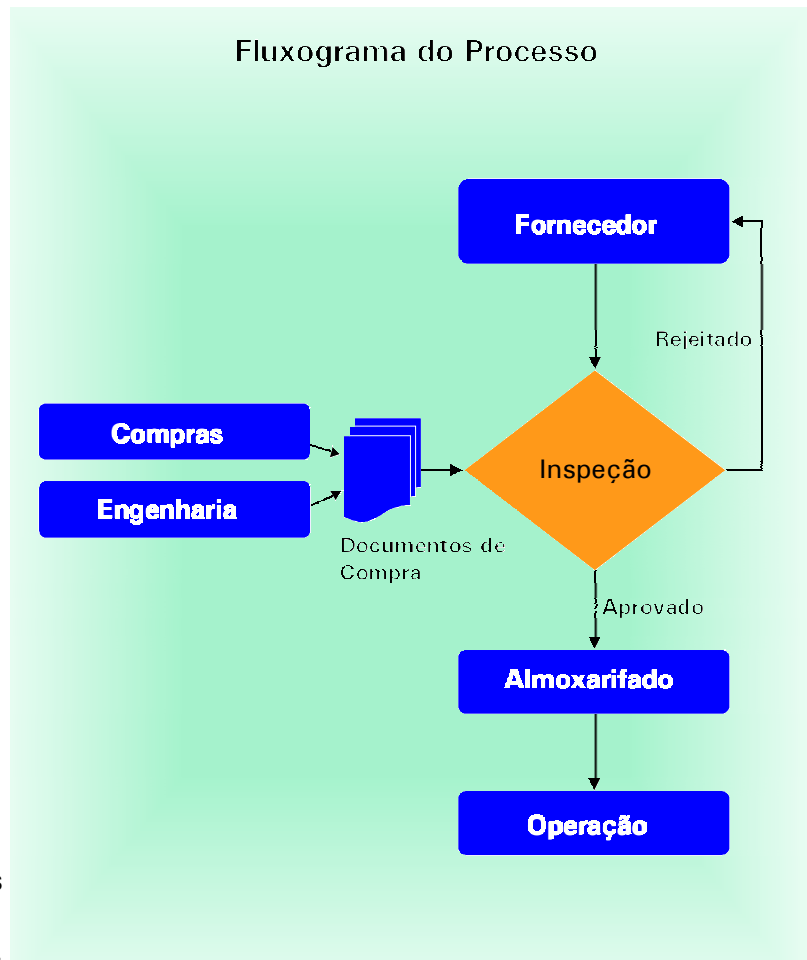 Fluxograma do Processo
Fornecedor
Rejeitado
Compras
Inspeção
Engenharia
Documentos de
Compra
Aprovado
Almoxarifado
Operação
s